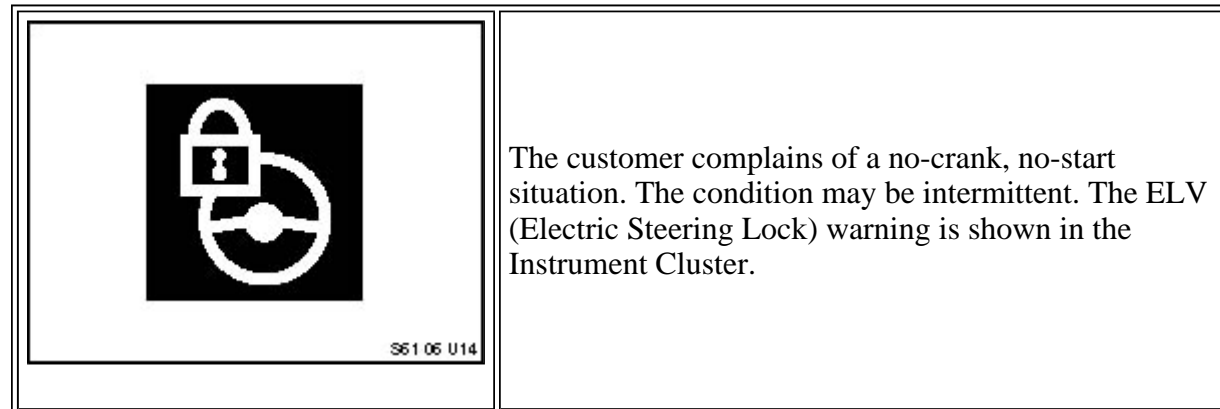 The customer complains of a no-crank, no-start
situation. The condition may be intermittent. The ELV
(Electric Steering Lock) warning is shown in the
Instrument Cluster.
S61 06 U14